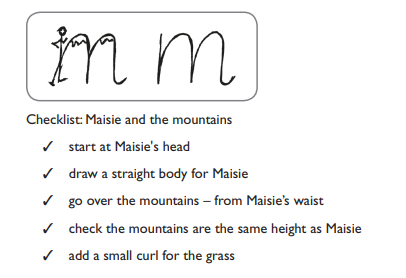 m m
Checklist: Maisie and the mountains
✓ start at Maisie's head
✓ draw a straight body for Maisie
✓ go over the mountains – from Maisie's waist
✓ check the mountains are the same height as Maisie
✓ add a small curl for the grass